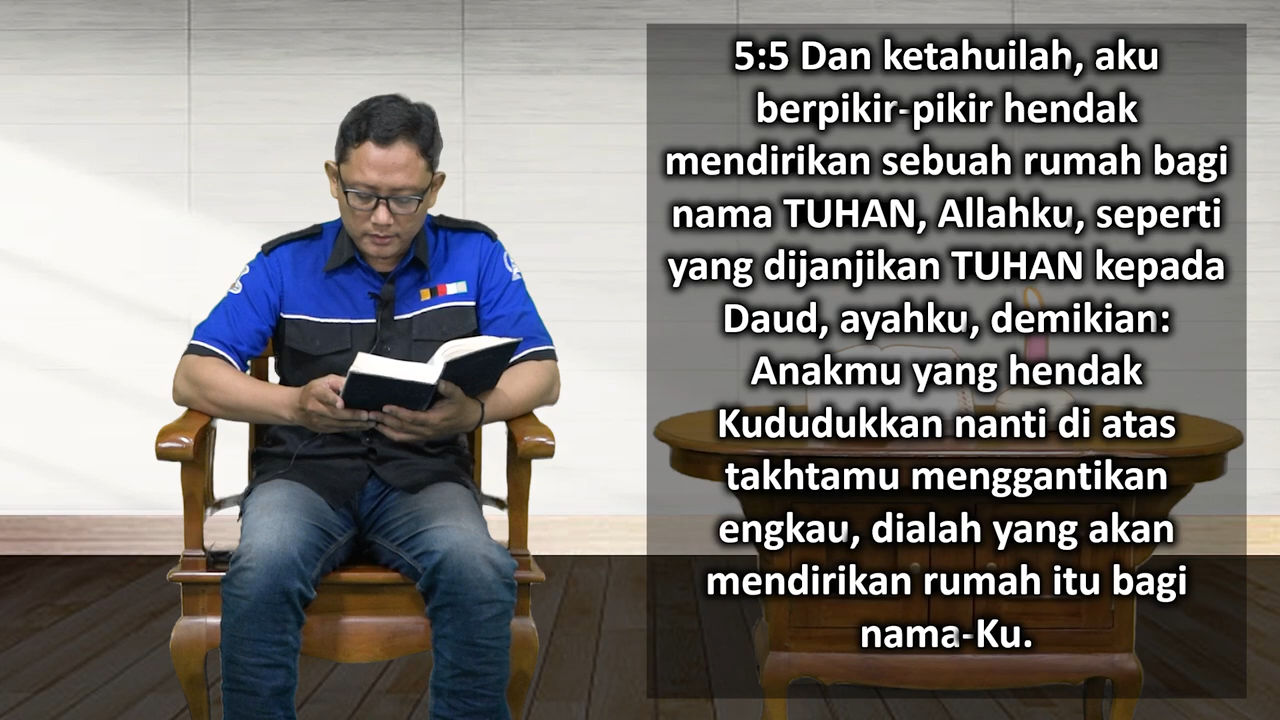 5:5 Dan ketahuilah, aku
berpikir-pikir hendak
mendirikan sebuah rumah bagi
nama TUHAN, Allahku, seperti
yang dijanjikan TUHAN kepada
Daud, ayahku, demikian:
Anakmu yang hendak
Kududukkan nanti di atas
takhtamu menggantikan
engkau, dialah yang akan
mendirikan rumah itu bagi
nama-Ku.